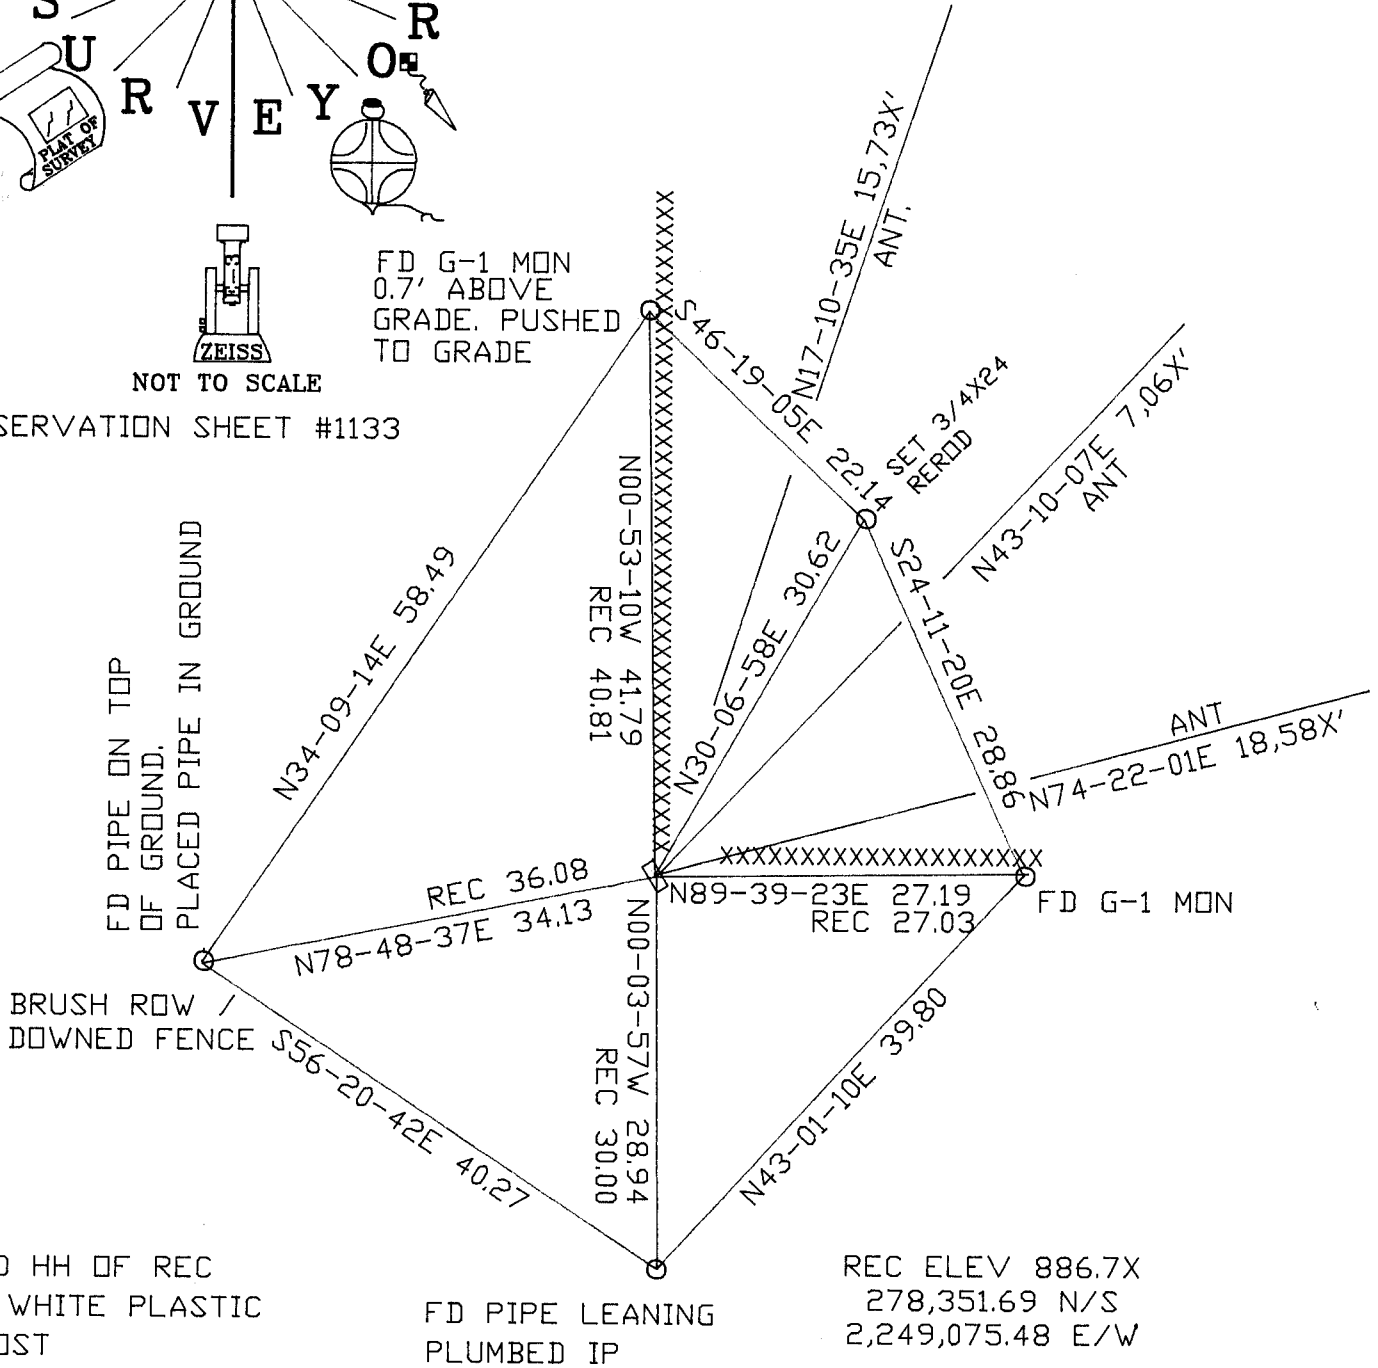 SURVEYOR
PLAT OF
SURVEY
ZEISS
NOT TO SCALE
SERVATION SHEET #1133
FD G-1 MON
0.7' ABOVE
GRADE. PUSHED
TO GRADE
N17-10-35E 15,73X'
ANT.
S46-19-05E 22.14
SET 3/4X24
REROD
N43-10-07E 7,06X'
ANT
N00-53-10W 41.79
REC 40.81
N30-06-58E 30.62
S24-11-20E 28.86
N34-09-14E 58.49
FD PIPE ON TOP
OF GROUND.
PLACED PIPE IN GROUND
ANT
N74-22-01E 18,58X'
XXXXXXXXXXXXXXXXXXXX
REC 36.08
N78-48-37E 34.13
N89-39-23E 27.19
REC 27.03
FD G-1 MON
BRUSH ROW /
DOWNED FENCE
S56-20-42E 40.27
N00-03-57W 28.94
REC 30.00
N43-01-10E 39.80
D HH OF REC
WHITE PLASTIC
OST
FD PIPE LEANING
PLUMBED IP
REC ELEV 886.7X
278,351.69 N/S
2,249,075.48 E/W